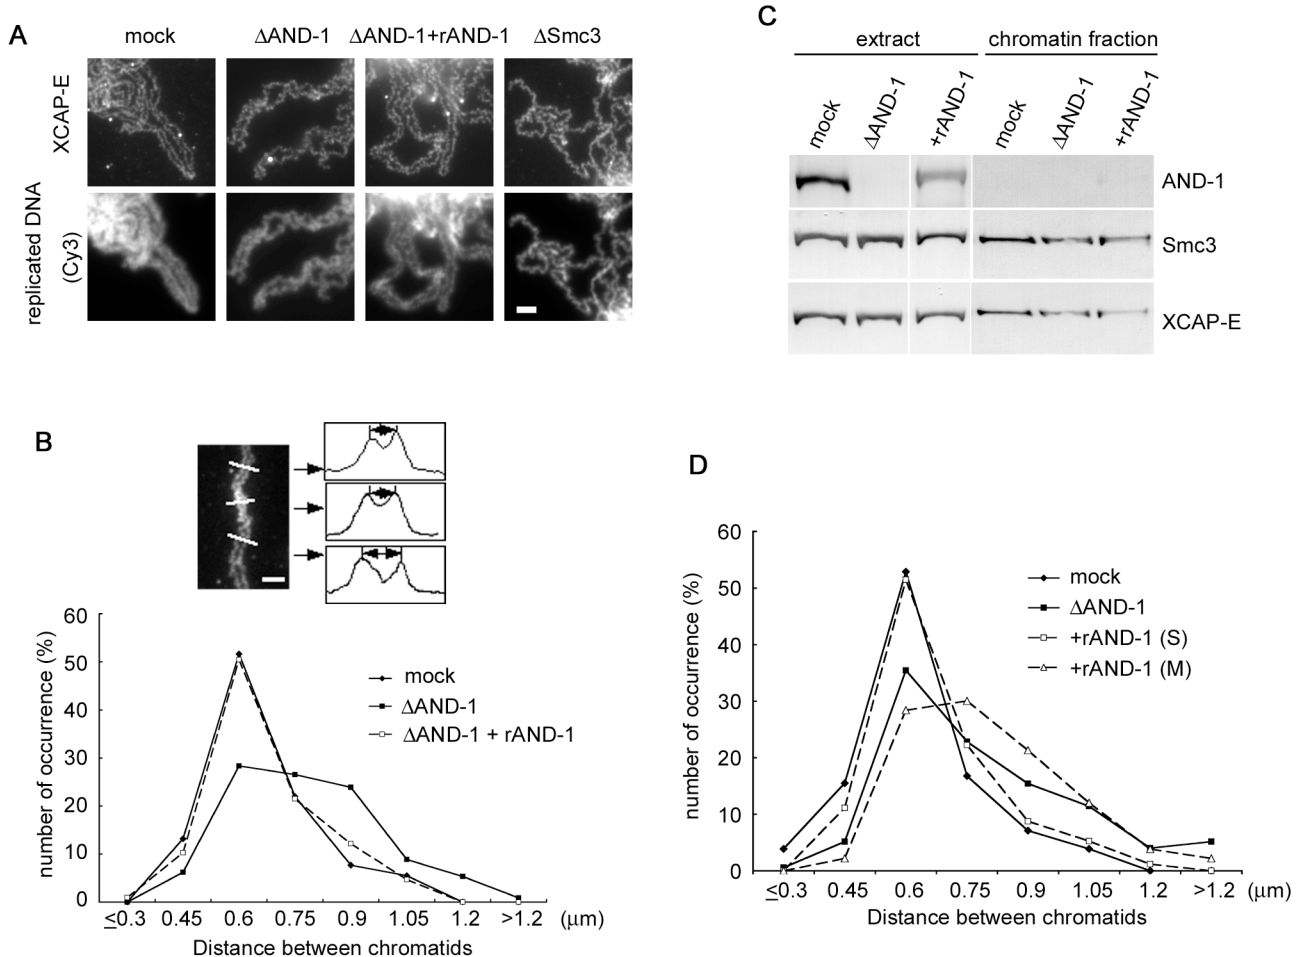 A
mock
ΔAND-1
ΔAND-1+rAND-1
ΔSmc3
XCAP-E
replicated DNA
(Cy3)
B
60
50
40
30
20
10
0
number of occurrence (%)
mock
ΔAND-1
ΔAND-1 + rAND-1
≤0.3 0.45 0.6 0.75 0.9 1.05 1.2 >1.2 (μm)
Distance between chromatids
C
extract
chromatin fraction
mock
ΔAND-1
+rAND-1
mock
ΔAND-1
+rAND-1
AND-1
Smc3
XCAP-E
D
60
50
40
30
20
10
0
number of occurrence (%)
mock
ΔAND-1
+rAND-1 (S)
+rAND-1 (M)
≤0.3 0.45 0.6 0.75 0.9 1.05 1.2 >1.2 (μm)
Distance between chromatids